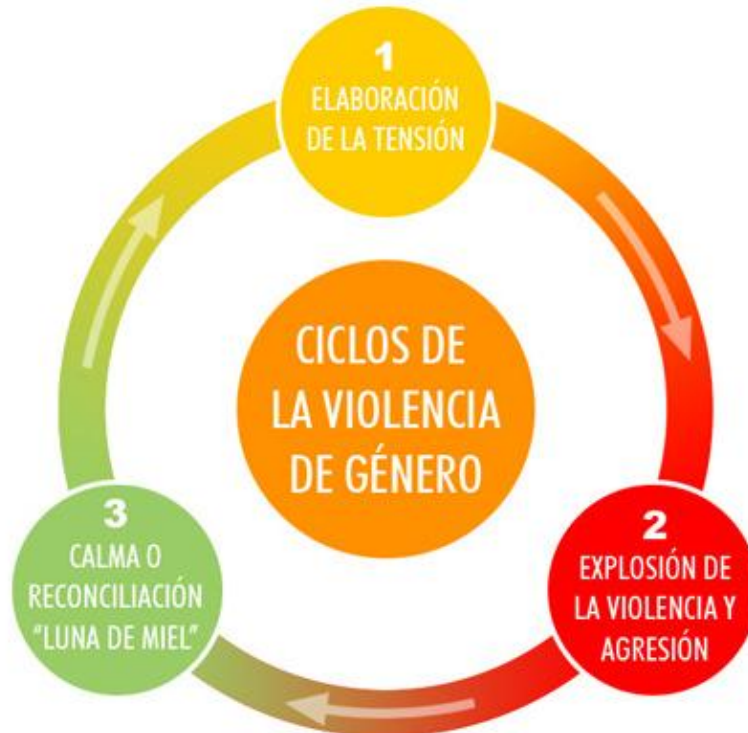 1
ELABORACIÓN
DE LA TENSIÓN
CICLOS DE
LA VIOLENCIA
DE GÉNERO
2
EXPLOSIÓN DE
LA VIOLENCIA Y
AGRESIÓN
3
CALMA O
RECONCILIACIÓN
"LUNA DE MIEL"